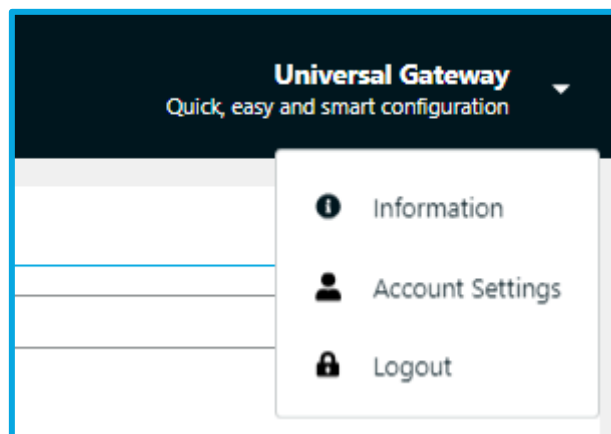 Universal Gateway
Quick, easy and smart configuration
Information
Account Settings
Logout